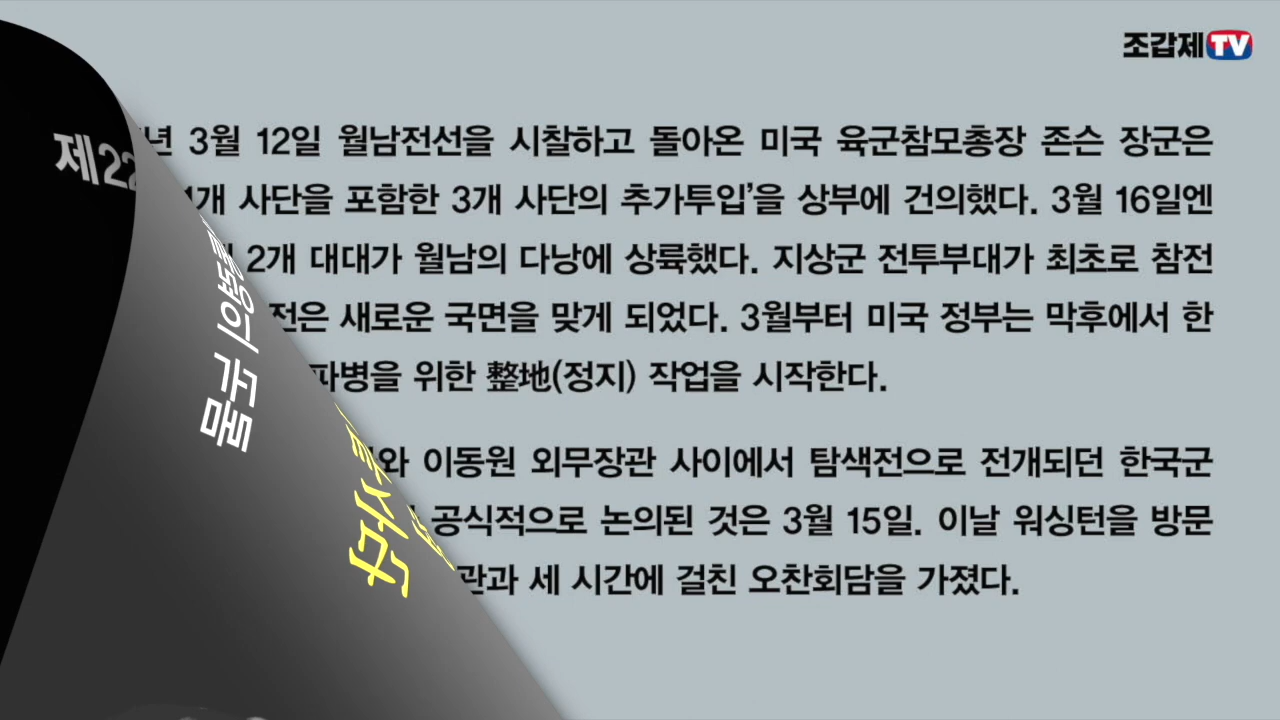 조갑제TV
년 3월 12일 월남전선을 시찰하고 돌아온 미국 육군참모총장 존슨 장군은
1개 사단을 포함한 3개 사단의 추가투입’을 상부에 건의했다. 3월 16일엔
2개 대대가 월남의 다낭에 상륙했다. 지상군 전투부대가 최초로 참전
전은 새로운 국면을 맞게 되었다. 3월부터 미국 정부는 막후에서 한
파병을 위한 整地(정지) 작업을 시작한다.
와 이동원 외무장관 사이에서 탐색전으로 전개되던 한국군
공식적으로 논의된 것은 3월 15일. 이날 워싱턴을 방문
관과 세 시간에 걸친 오찬회담을 가졌다.
제22
눈물